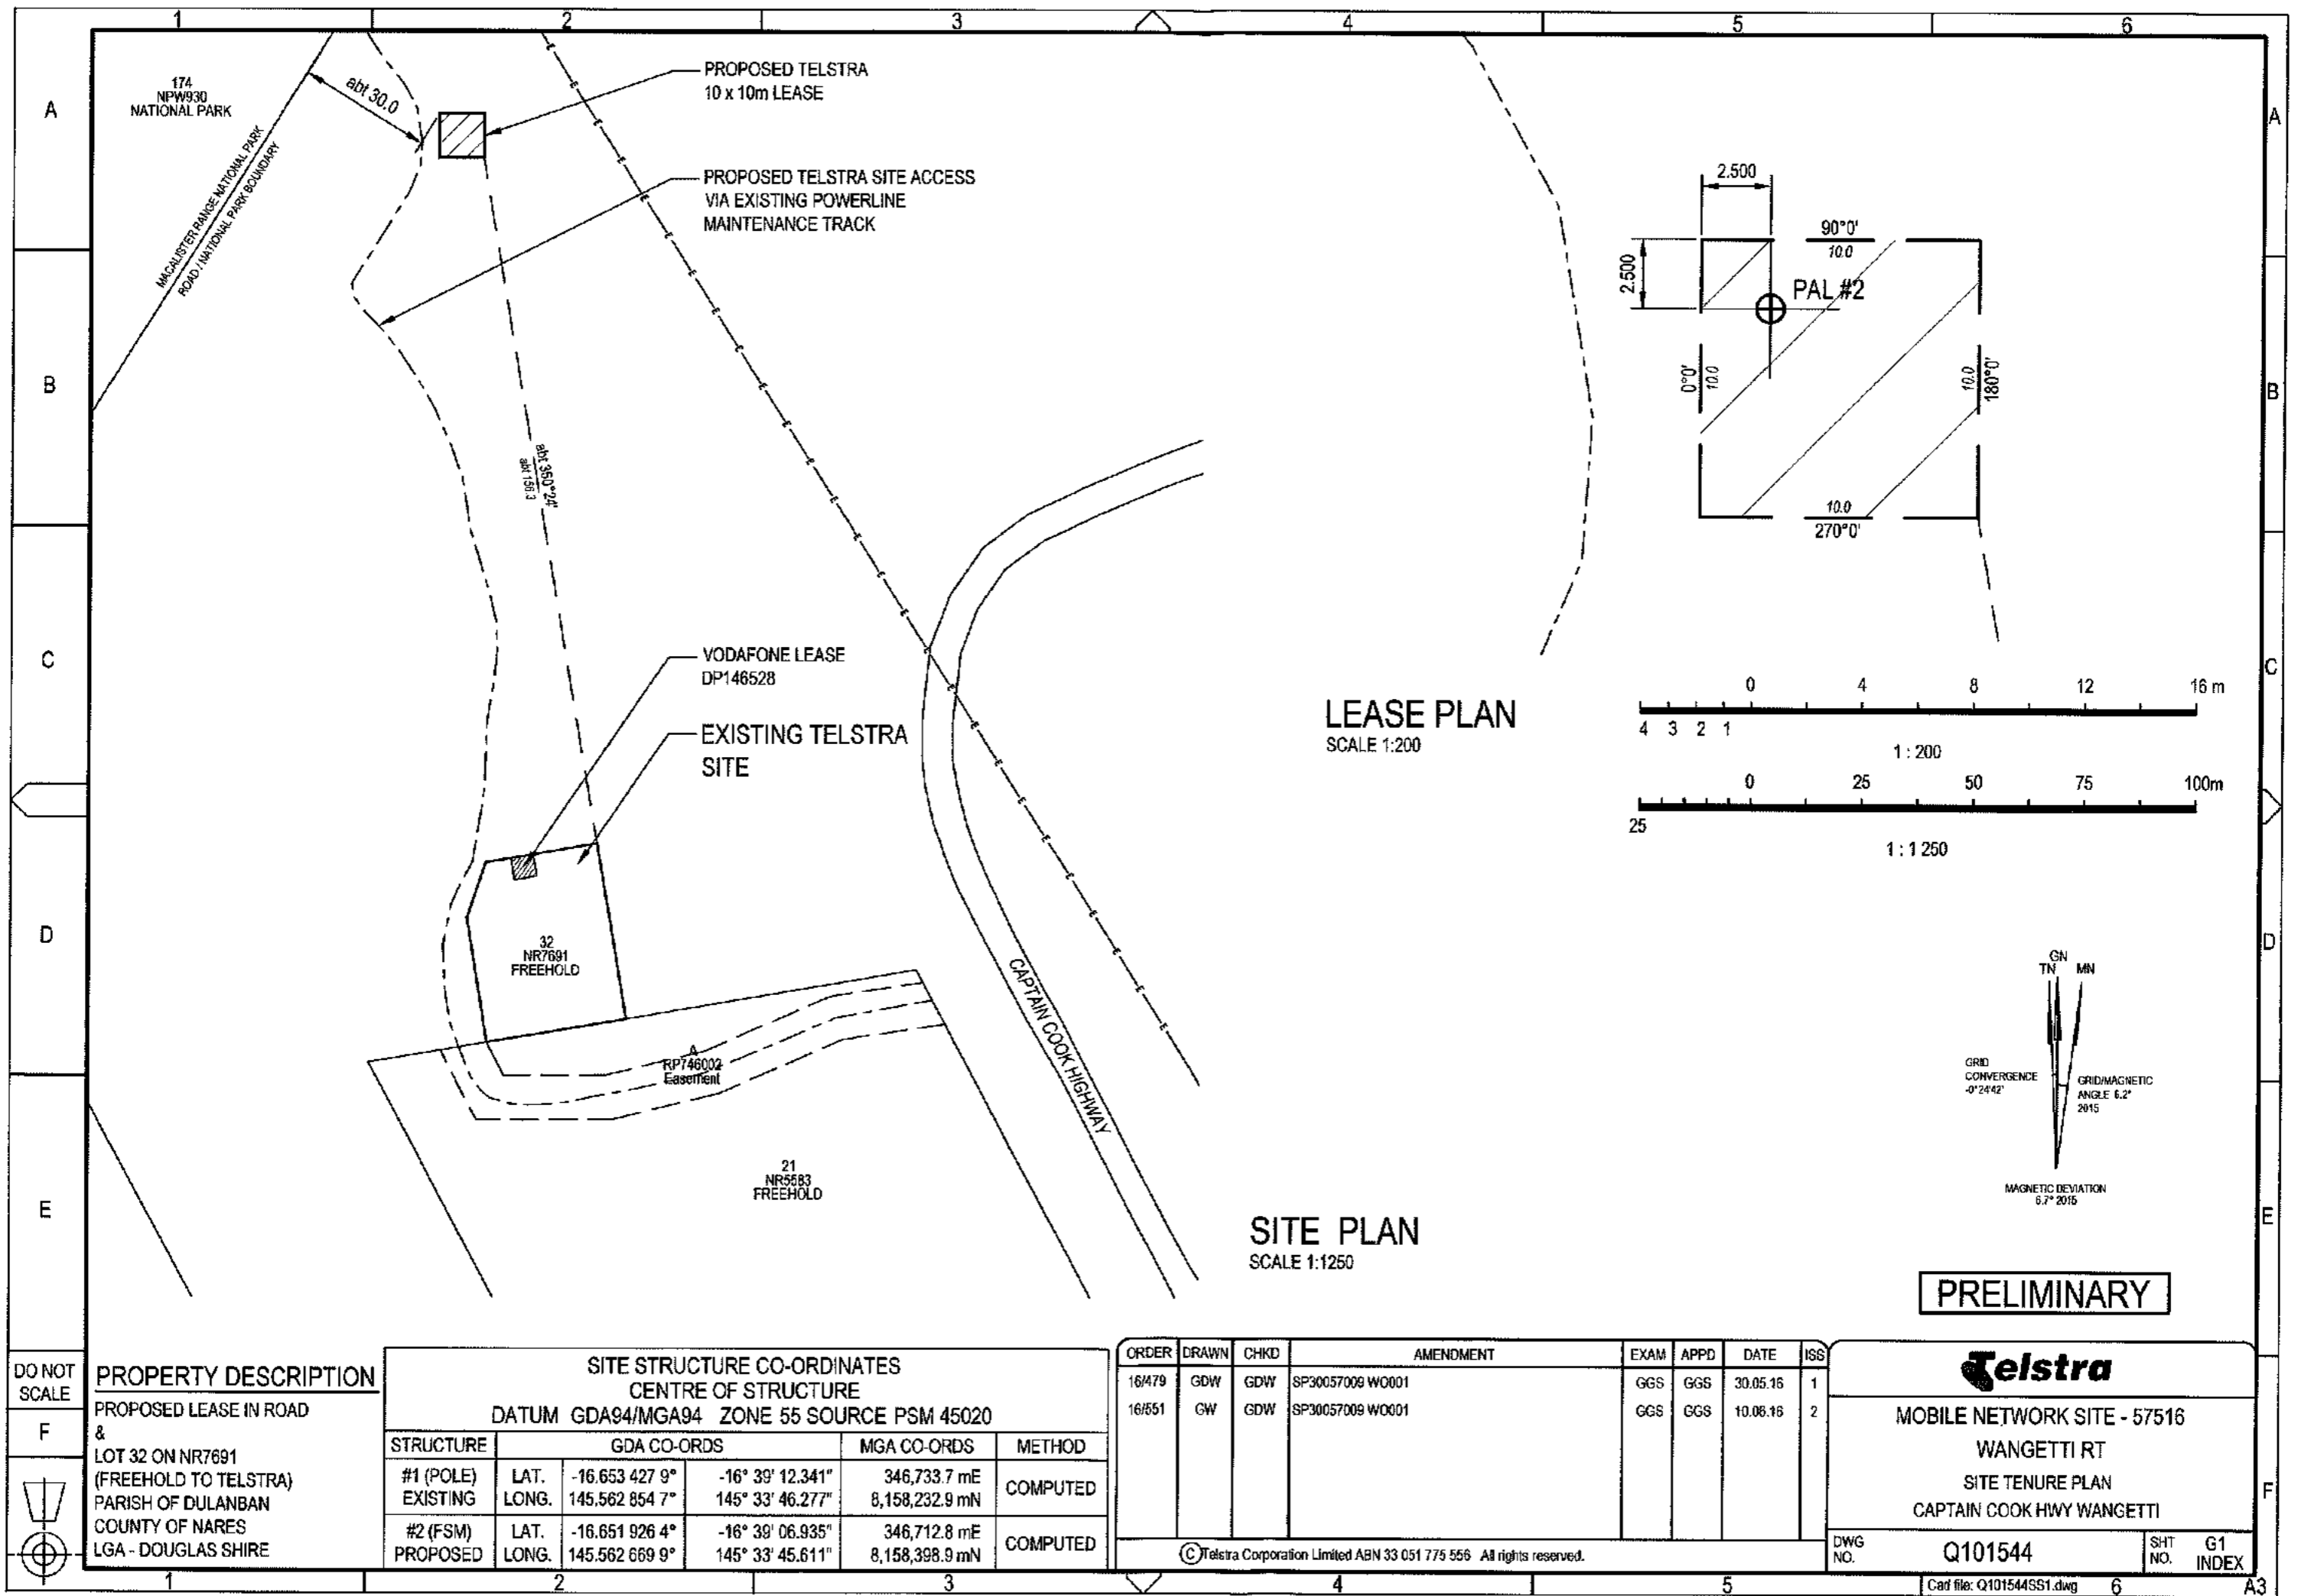 1 2 3 4 5 6
A
B
C
D
E
F
A
B
C
D
E
F
174
NPW930
NATIONAL PARK
abt 30.0
MACALISTER RANGE NATIONAL PARK
ROAD / NATIONAL PARK BOUNDARY
PROPOSED TELSTRA
10 x 10m LEASE
PROPOSED TELSTRA SITE ACCESS
VIA EXISTING POWERLINE
MAINTENANCE TRACK
abt 350°24"
abt 156.3
VODAFONE LEASE
DP146528
EXISTING TELSTRA
SITE
32
NR7691
FREEHOLD
A
RP746002
Easement
21
NR5583
FREEHOLD
CAPTAIN COOK HIGHWAY
2.500
2.500
90°0'
10.0
PAL #2
0°0'
10.0
10.0
180°0'
10.0
270°0'
LEASE PLAN
SCALE 1:200
0 4 8 12 16 m
4 3 2 1
1 : 200
0 25 50 75 100m
25
1 : 1 250
GN
TN MN
GRID
CONVERGENCE
-0°24'42"
GRID/MAGNETIC
ANGLE 6.2°
2015
MAGNETIC DEVIATION
6.7° 2015
SITE PLAN
SCALE 1:1250
PRELIMINARY
DO NOT
SCALE
PROPERTY DESCRIPTION
PROPOSED LEASE IN ROAD
&
LOT 32 ON NR7691
(FREEHOLD TO TELSTRA)
PARISH OF DULANBAN
COUNTY OF NARES
LGA - DOUGLAS SHIRE
SITE STRUCTURE CO-ORDINATES
CENTRE OF STRUCTURE
DATUM GDA94/MGA94 ZONE 55 SOURCE PSM 45020
STRUCTURE GDA CO-ORDS MGA CO-ORDS METHOD
#1 (POLE) LAT. -16.653 427 9° -16° 39' 12.341" 346,733.7 mE COMPUTED
EXISTING LONG. 145.562 854 7° 145° 33' 46.277" 8,158,232.9 mN
#2 (FSM) LAT. -16.651 926 4° -16° 39' 06.935" 346,712.8 mE COMPUTED
PROPOSED LONG. 145.562 669 9° 145° 33' 45.611" 8,158,398.9 mN
ORDER DRAWN CHKD AMENDMENT EXAM APPD DATE ISS
16/479 GDW GDW SP30057009 WO001 GGS GGS 30.05.16 1
16/551 GW GDW SP30057009 WO001 GGS GGS 10.06.16 2
© Telstra Corporation Limited ABN 33 051 775 556 All rights reserved.
Telstra
MOBILE NETWORK SITE - 57516
WANGETTI RT
SITE TENURE PLAN
CAPTAIN COOK HWY WANGETTI
DWG
NO. Q101544
SHT
NO. G1
INDEX
1 2 3 4 5 6
Cad file: Q101544SS1.dwg
A3